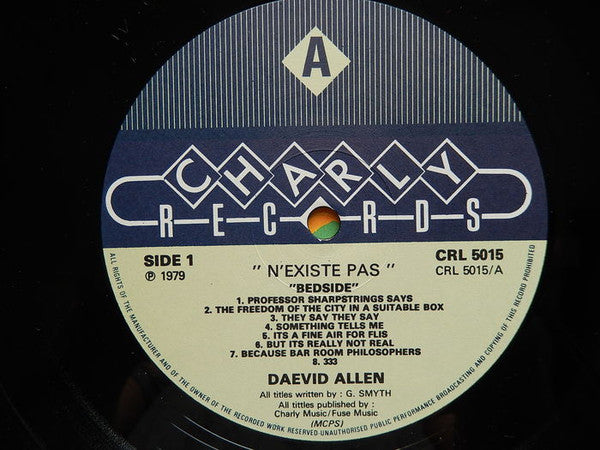 A
CHARLY
RECORDS
SIDE 1
℗ 1979
" N'EXISTE PAS "
CRL 5015
CRL 5015/A
"BEDSIDE"
1. PROFESSOR SHARPSTRINGS SAYS
2. THE FREEDOM OF THE CITY IN A SUITABLE BOX
3. THEY SAY THEY SAY
4. SOMETHING TELLS ME
5. ITS A FINE AIR FOR FLIS
6. BUT ITS REALLY NOT REAL
7. BECAUSE BAR ROOM PHILOSOPHERS
8. 333
DAEVID ALLEN
All titles written by : G. SMYTH
All tittles published by :
Charly Music/Fuse Music
(MCPS)
ALL RIGHTS OF THE MANUFACTURER AND OF THE OWNER OF THE RECORDED WORK RESERVED-UNAUTHORISED PUBLIC PERFORMANCE BROADCASTING AND COPYING OF THIS RECORD PROHIBITED